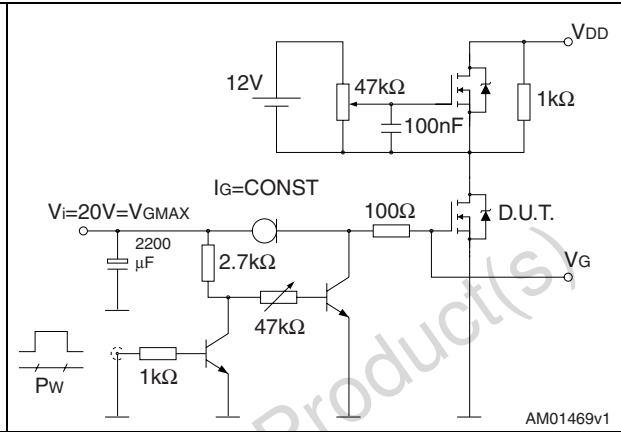 VDD
12V
47kΩ
1kΩ
100nF
IG=CONST
Vi=20V=VGMAX
100Ω
D.U.T.
2200
μF
2.7kΩ
VG
47kΩ
1kΩ
PW
Product(s)
AM01469v1